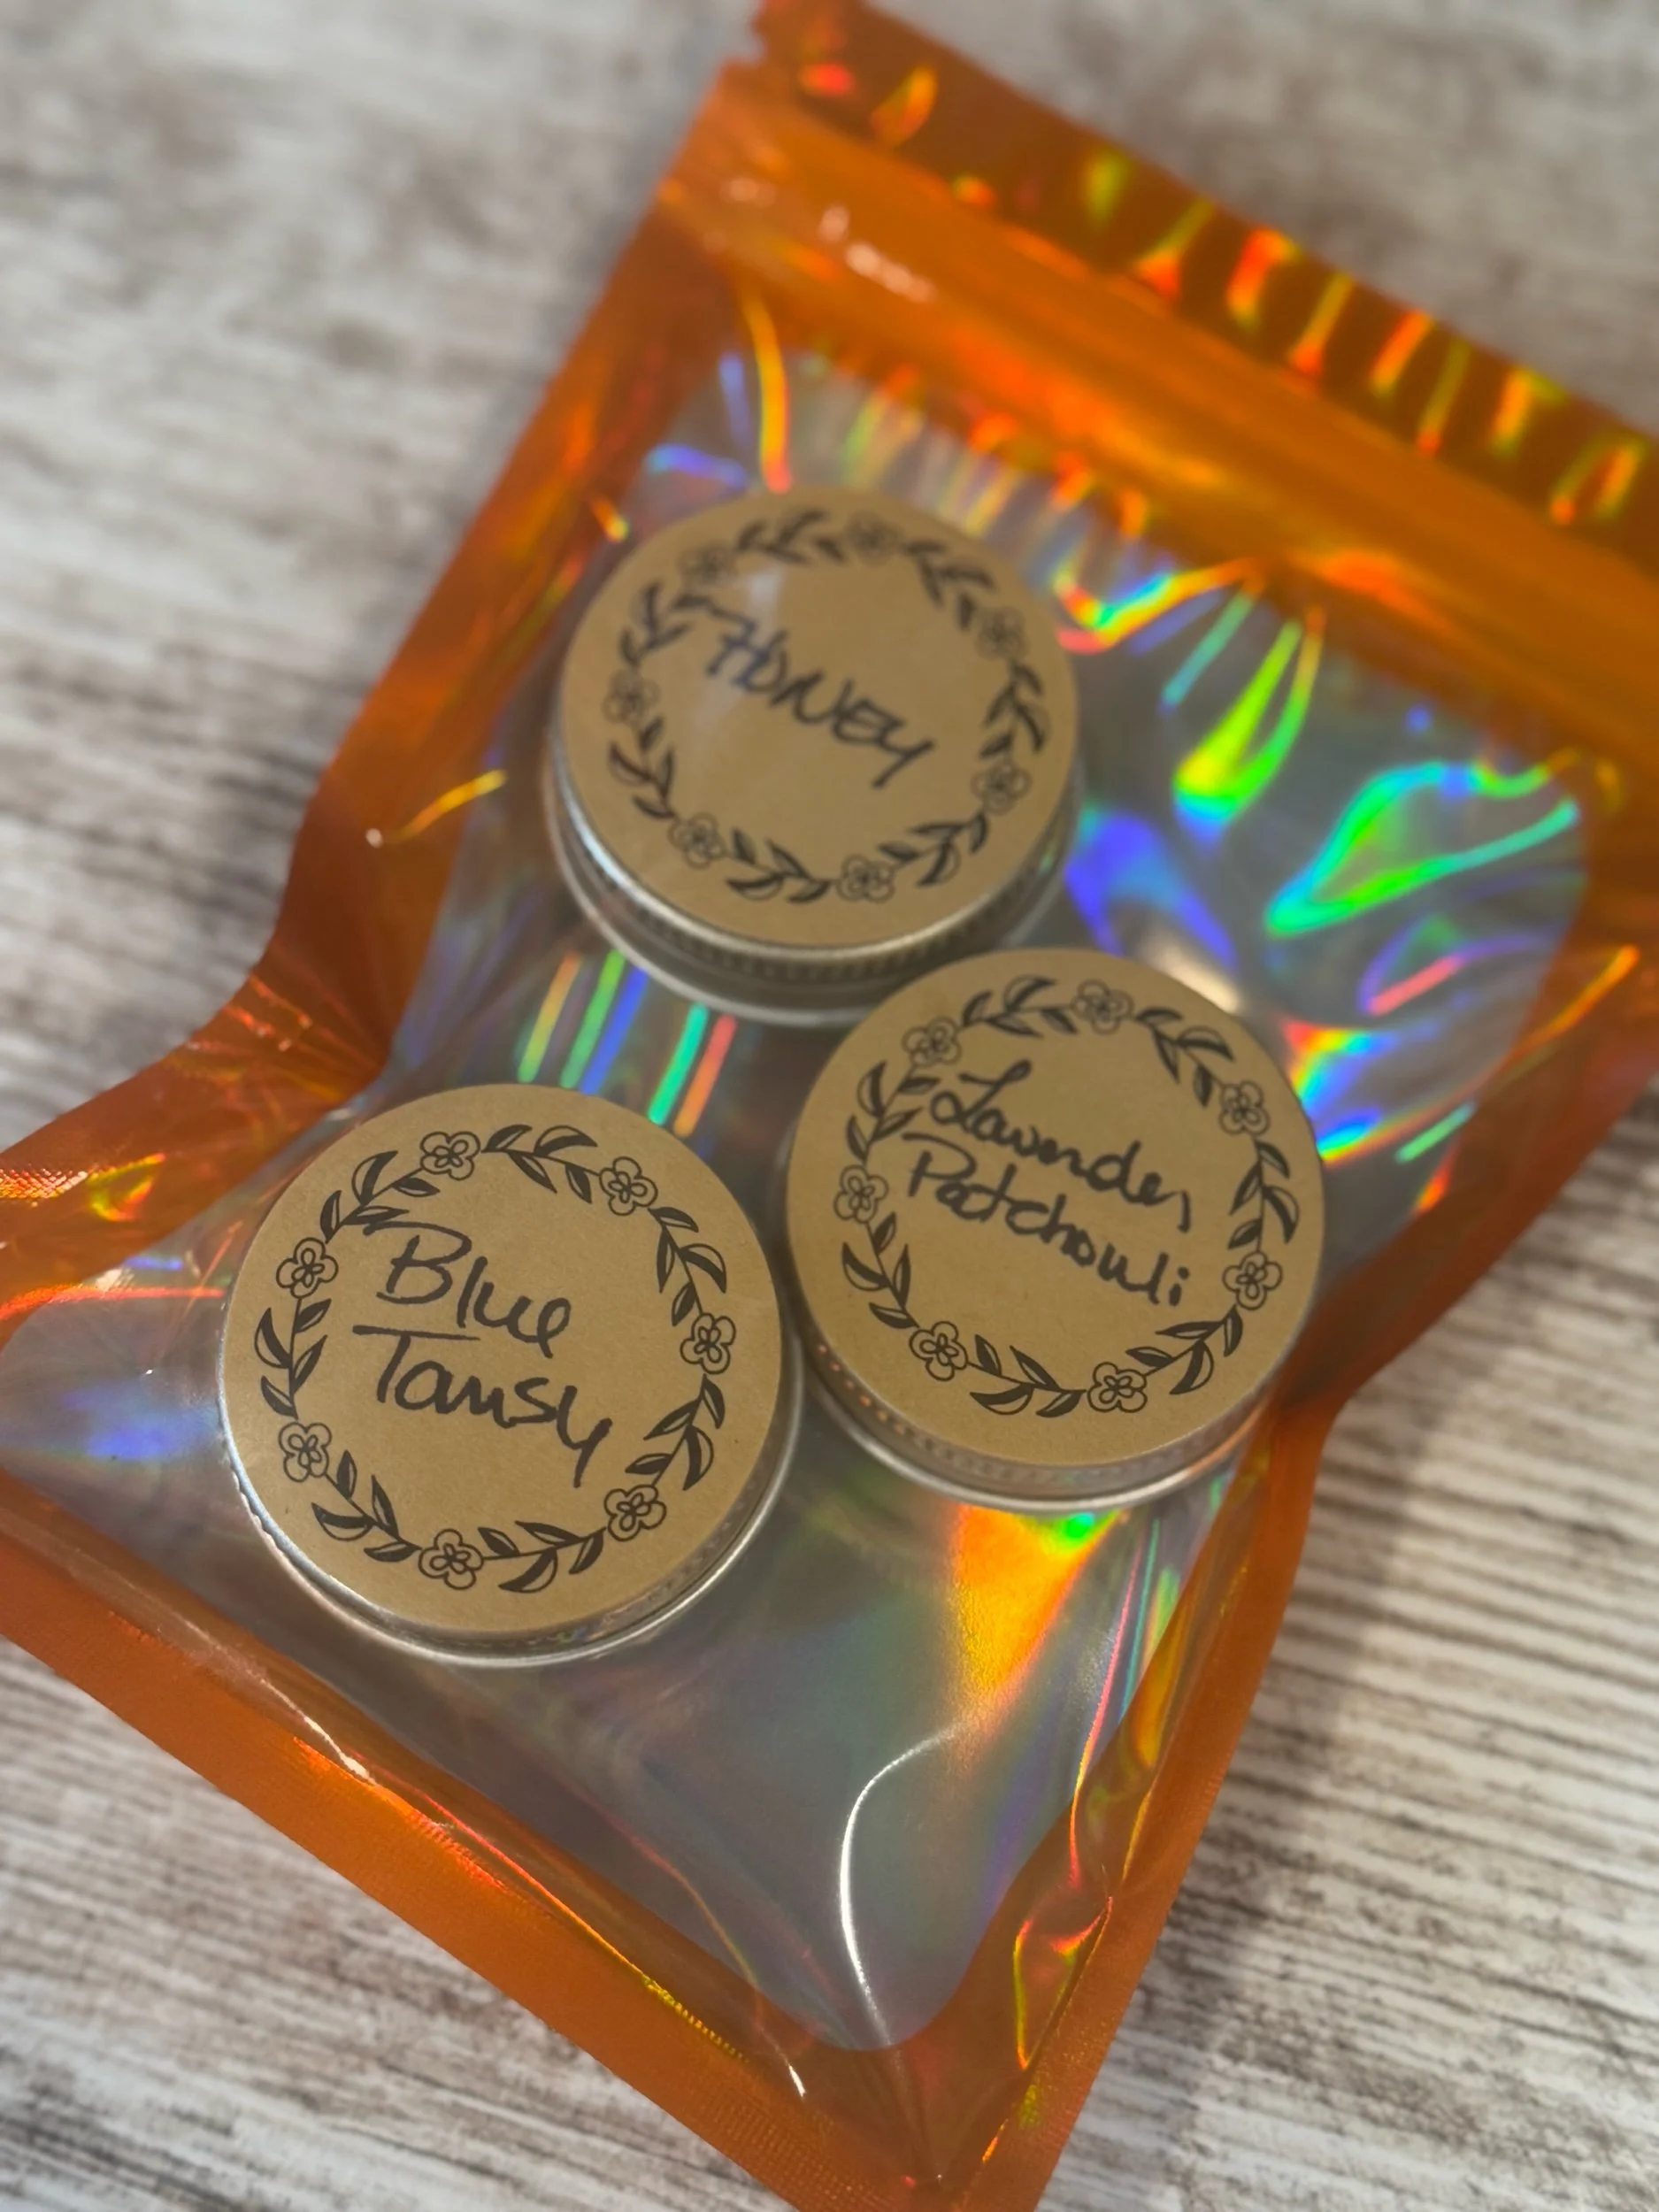 HONEY
Lavender
Patchouli
Blue
Tansy